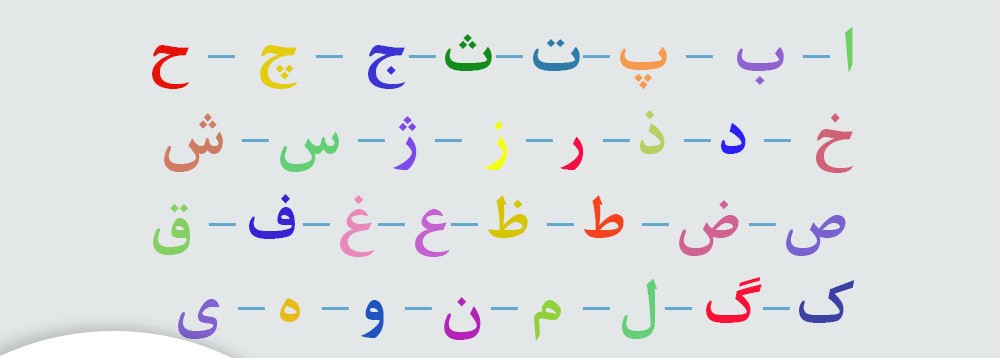 ا – ب – پ – ت – ث – ج – چ – ح
خ – د – ذ – ر – ز – ژ – س – ش
ص – ض – ط – ظ – ع – غ – ف – ق
ک – گ – ل – م – ن – و – ه – ی